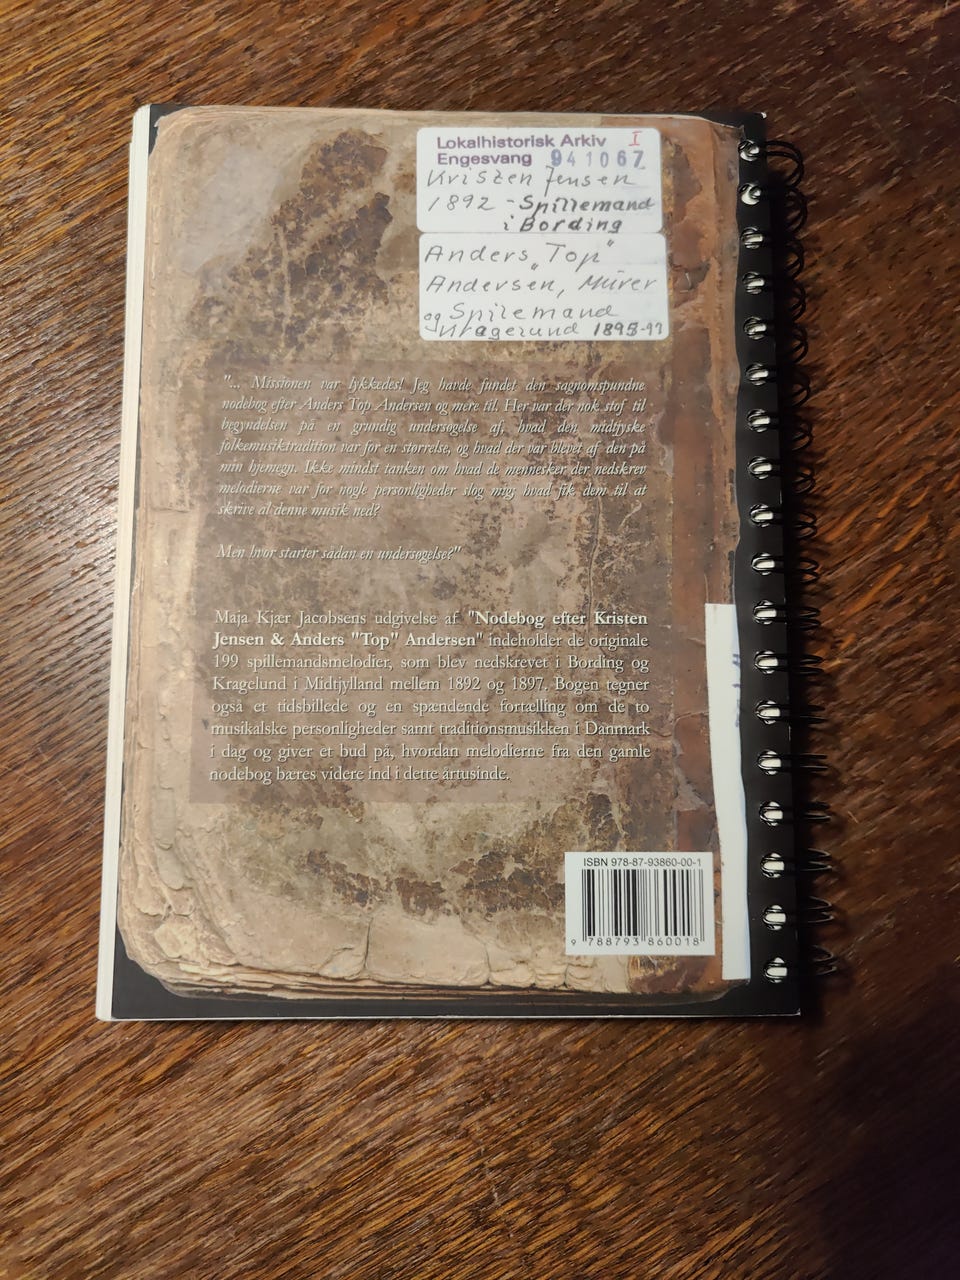 Lokalhistorisk Arkiv I
Engesvang 941067
Kristen Jensen
1892 - Spillemand
i Bording
Anders "Top"
Andersen, Mürer
og Spilemand
Kragelund 1895-97
"... Missionen var lykkedes! Jeg havde fundet den sagnomspundne
nodebog efter Anders Top Andersen og mere til. Her var der nok stof til
begyndelsen på en grundig undersøgelse af, hvad den midtjyske
folkemusiktradition var for en størrelse, og hvad der var blevet af den på
min hjemegn. Ikke mindst tanken om hvad de mennesker, der nedskrev
melodierne var for nogle personligheder slog mig; hvad fik dem til at
skrive al denne musik ned?
Men hvor starter sådan en undersøgelse?"
Maja Kjær Jacobsens udgivelse af "Nodebog efter Kristen
Jensen & Anders "Top" Andersen" indeholder de originale
199 spillemandsmelodier, som blev nedskrevet i Bording og
Kragelund i Midtjylland mellem 1892 og 1897. Bogen tegner
også et tidsbillede og en spændende fortælling om de to
musikalske personligheder samt traditionsmusikken i Danmark
i dag og giver et bud på, hvordan melodierne fra den gamle
nodebog bæres videre ind i dette årtusinde.
ISBN 978-87-93860-00-1
9 788793 860018